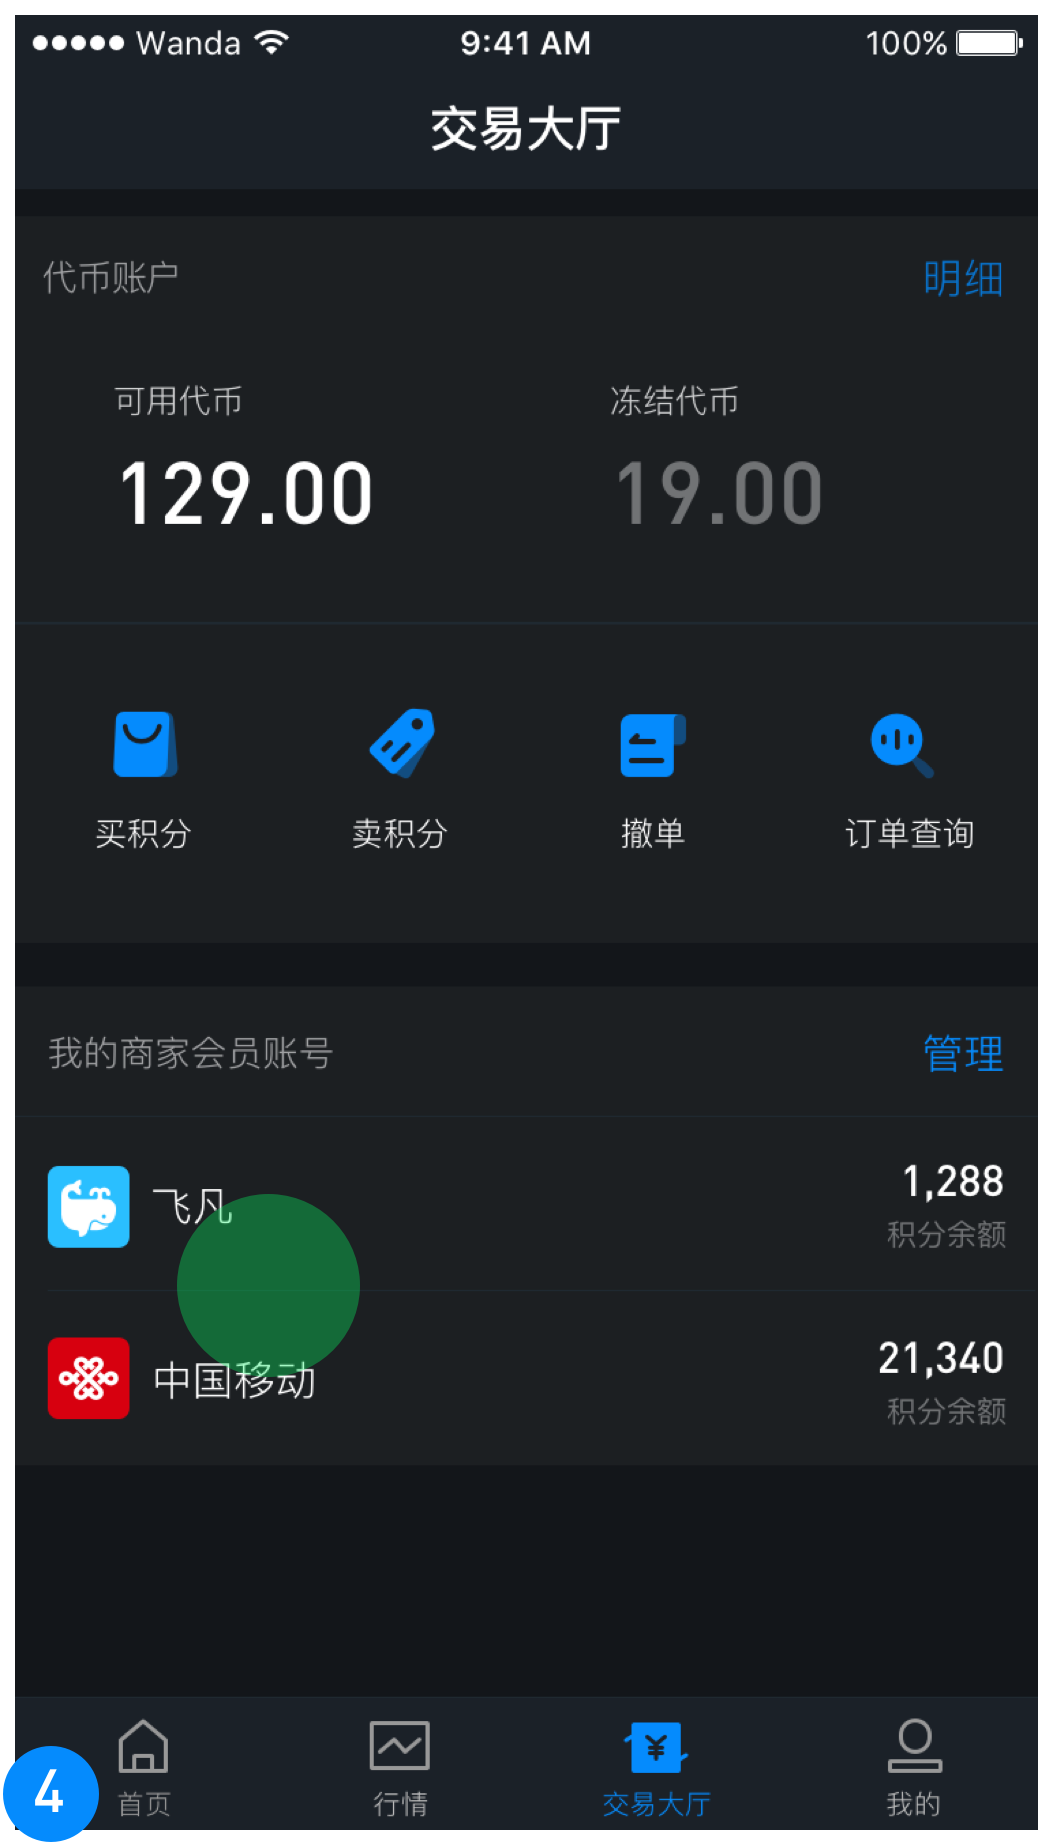 Wanda 9:41 AM 100%
交易大厅
代币账户 明细
可用代币 冻结代币
129.00 19.00
买积分 卖积分 撤单 订单查询
我的商家会员账号 管理
飞凡 1,288
积分余额
中国移动 21,340
积分余额
¥
4 首页 行情 交易大厅 我的